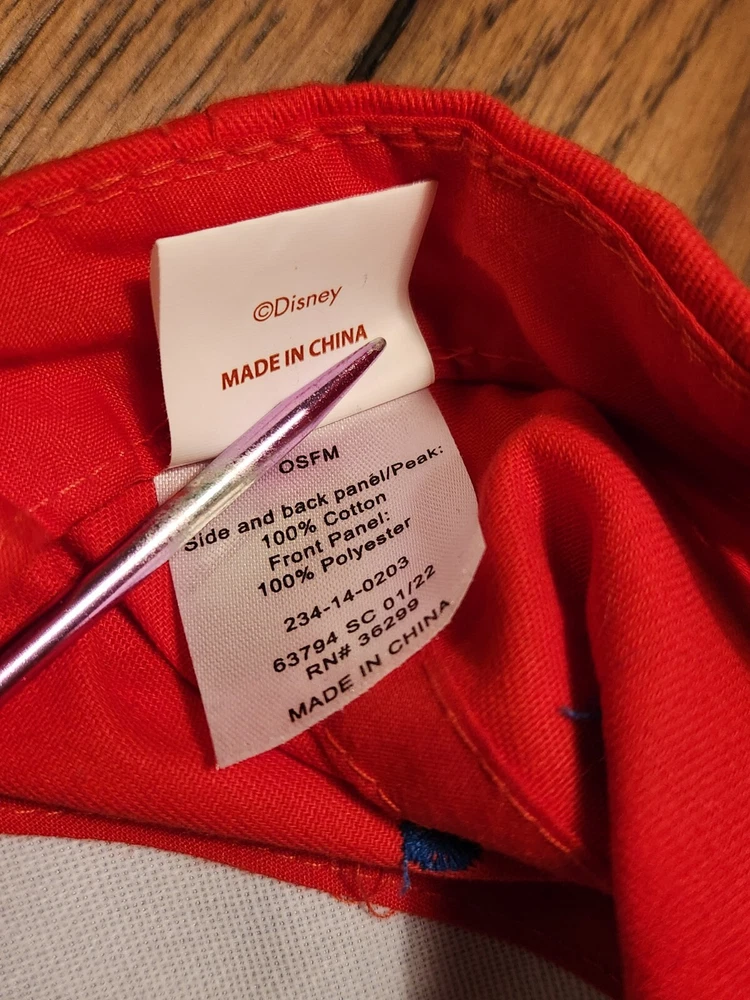 ©Disney
MADE IN CHINA
OSFM
Side and back panel/Peak:
100% Cotton
Front Panel:
100% Polyester
234-14-0203
63794 SC 01/22
RN# 36299
MADE IN CHINA